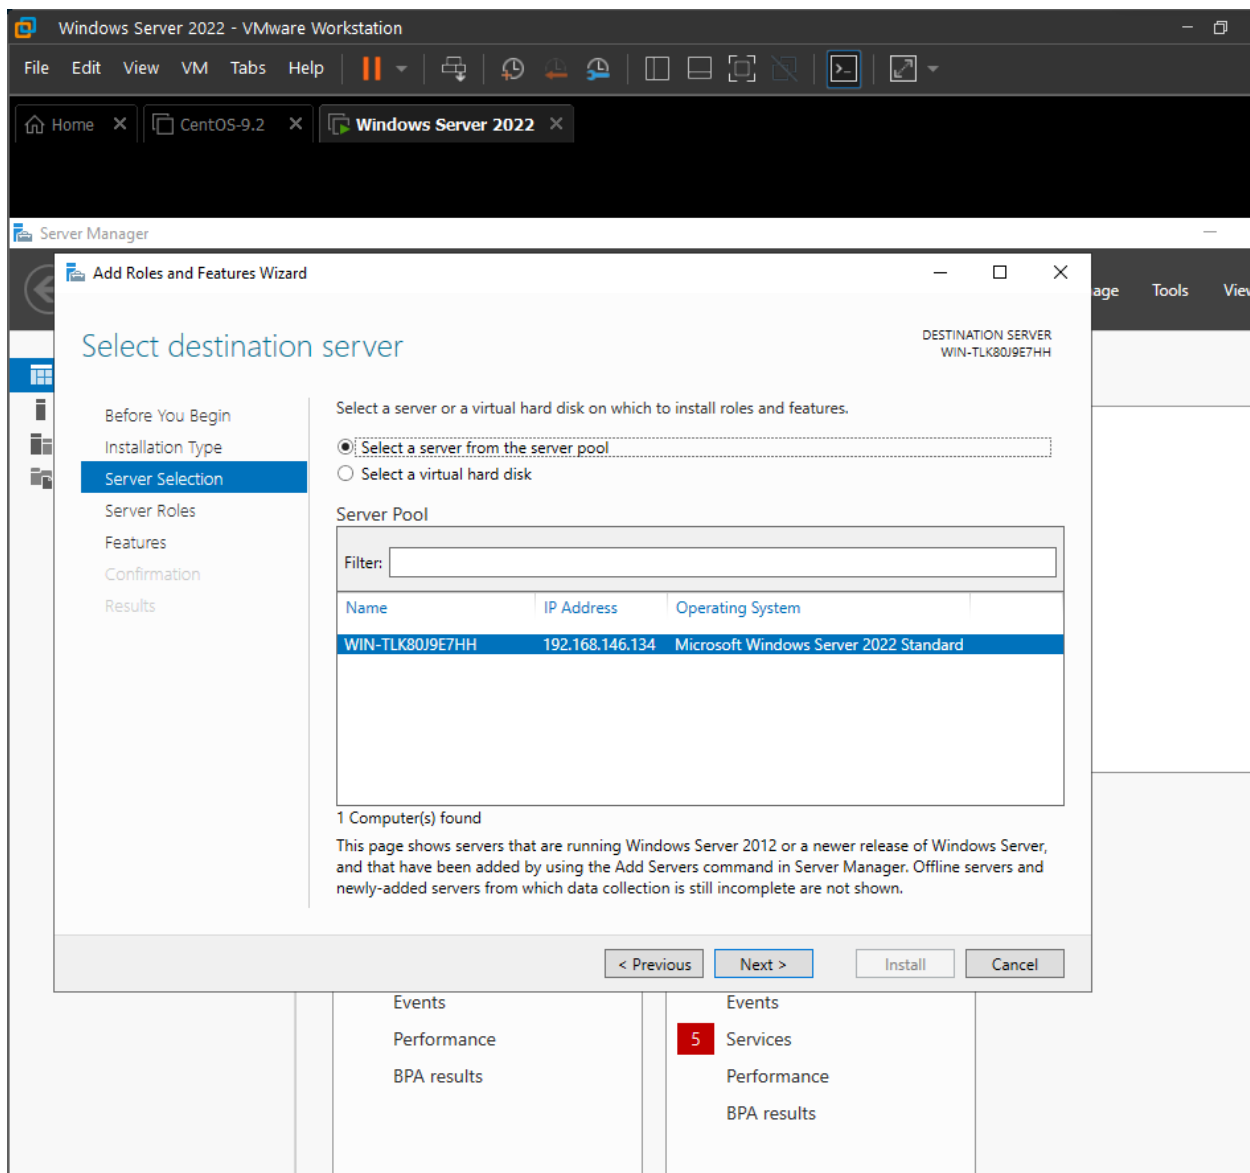 Windows Server 2022 - VMware Workstation
File Edit View VM Tabs Help
Home CentOS-9.2 Windows Server 2022
Server Manager
Add Roles and Features Wizard
Tools
Select destination server
DESTINATION SERVER
WIN-TLK80J9E7HH
Before You Begin
Installation Type
Server Selection
Server Roles
Features
Confirmation
Results
Select a server or a virtual hard disk on which to install roles and features.
Select a server from the server pool
Select a virtual hard disk
Server Pool
Filter:
Name IP Address Operating System
WIN-TLK80J9E7HH 192.168.146.134 Microsoft Windows Server 2022 Standard
1 Computer(s) found
This page shows servers that are running Windows Server 2012 or a newer release of Windows Server,
and that have been added by using the Add Servers command in Server Manager. Offline servers and
newly-added servers from which data collection is still incomplete are not shown.
< Previous Next > Install Cancel
Events
Performance
BPA results
Events
5 Services
Performance
BPA results